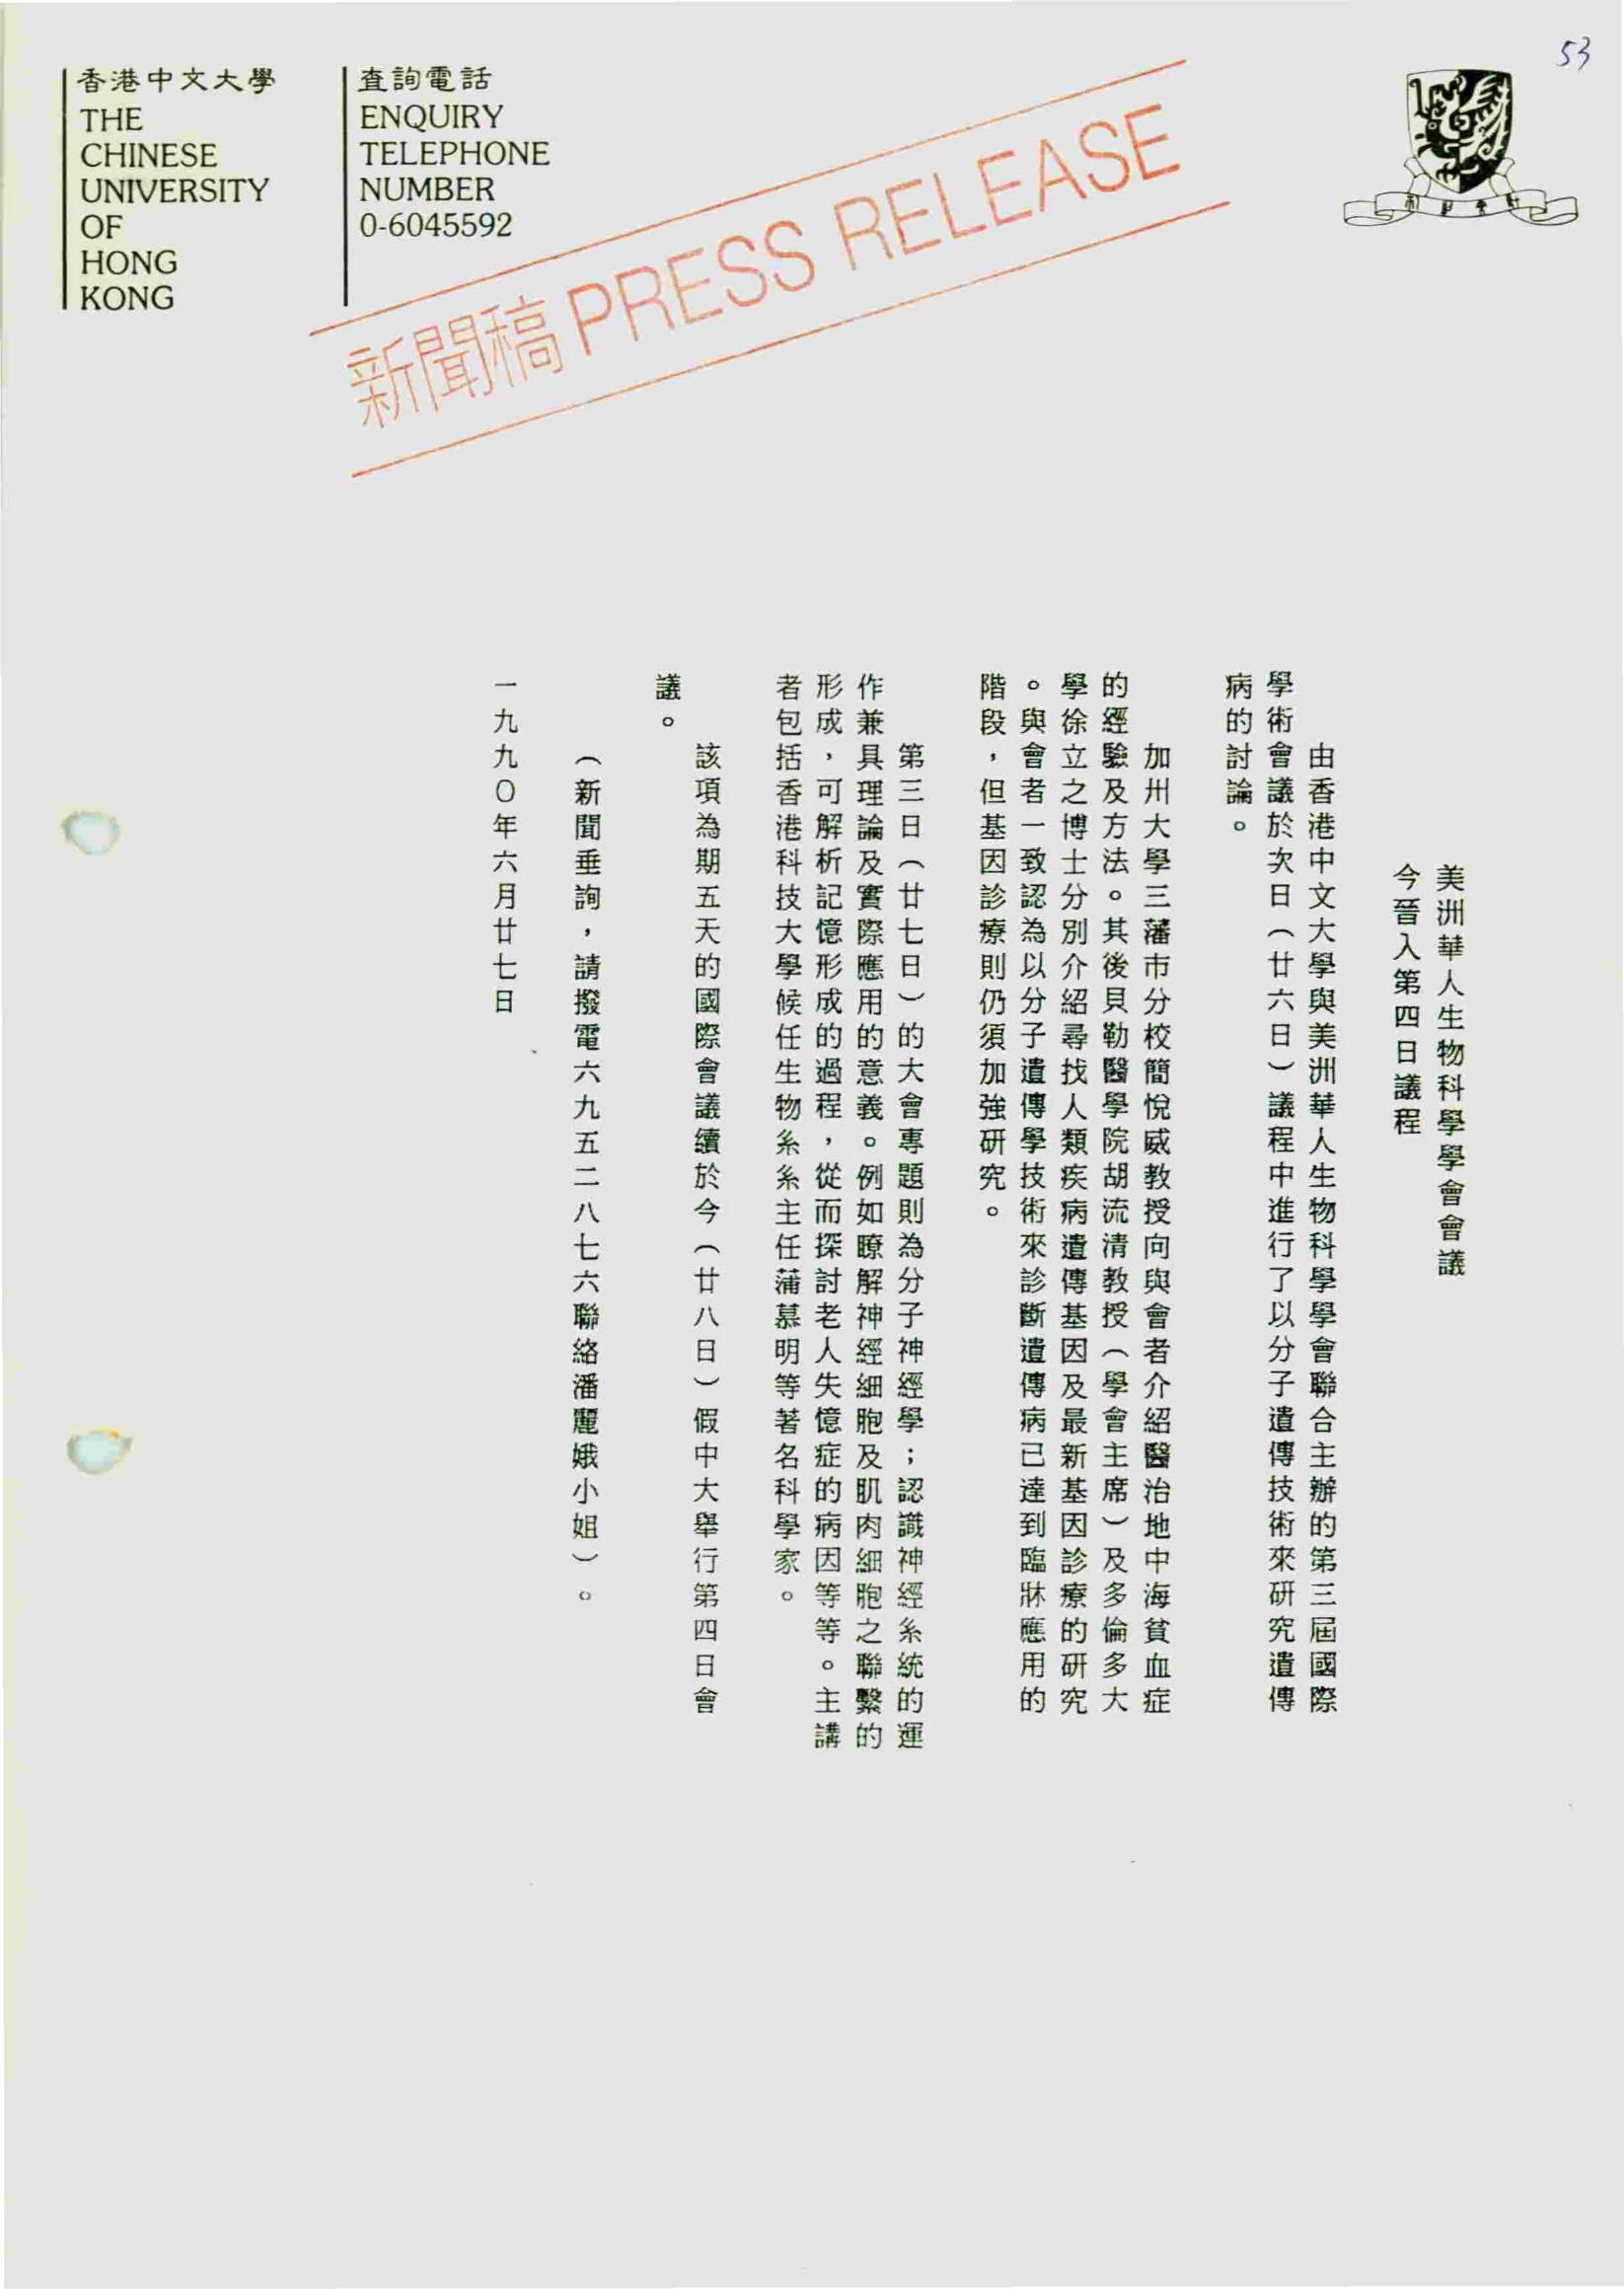 53
香港中文大學
THE
CHINESE
UNIVERSITY
OF
HONG
KONG
查詢電話
ENQUIRY
TELEPHONE
NUMBER
0-6045592
新聞稿 PRESS RELEASE
美洲華人生物科學學會會議
今晉入第四日議程
由香港中文大學與美洲華人生物科學學會聯合主辦的第三屆國際
學術會議於次日（廿六日）議程中進行了以分子遺傳技術來研究遺傳
病的討論。
加州大學三藩市分校簡悅威教授向與會者介紹醫治地中海貧血症
的經驗及方法。其後貝勒醫學院胡流清教授（學會主席）及多倫多大
學徐立之博士分別介紹尋找人類疾病遺傳基因及最新基因診療的研究
。與會者一致認為以分子遺傳學技術來診斷遺傳病已達到臨牀應用的
階段，但基因診療則仍須加強研究。
第三日（廿七日）的大會專題則為分子神經學；認識神經系統的運
作兼具理論及實際應用的意義。例如瞭解神經細胞及肌肉細胞之聯繫的
形成，可解析記憶形成的過程，從而探討老人失憶症的病因等等。主講
者包括香港科技大學候任生物系系主任蒲慕明等著名科學家。
該項為期五天的國際會議續於今（廿八日）假中大舉行第四日會
議。
（新聞垂詢，請撥電六九五二八七六聯絡潘麗娥小姐）。
一九九〇年六月廿七日